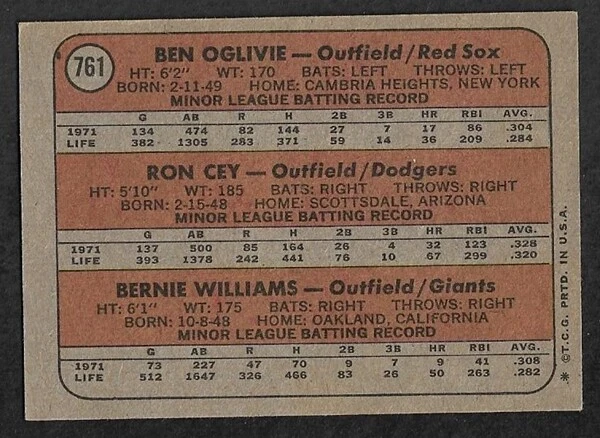 761
BEN OGLIVIE — Outfield/Red Sox
HT: 6'2" WT: 170 BATS: LEFT THROWS: LEFT
BORN: 2-11-49 HOME: CAMBRIA HEIGHTS, NEW YORK
MINOR LEAGUE BATTING RECORD
G AB R H 2B 3B HR RBI AVG.
1971 134 474 82 144 27 7 17 86 .304
LIFE 382 1305 283 371 59 14 36 209 .284
RON CEY — Outfield/Dodgers
HT: 5'10" WT: 185 BATS: RIGHT THROWS: RIGHT
BORN: 2-15-48 HOME: SCOTTSDALE, ARIZONA
MINOR LEAGUE BATTING RECORD
G AB R H 2B 3B HR RBI AVG.
1971 137 500 85 164 26 4 32 123 .328
LIFE 393 1378 242 441 76 10 67 299 .320
BERNIE WILLIAMS — Outfield/Giants
HT: 6'1" WT: 175 BATS: RIGHT THROWS: RIGHT
BORN: 10-8-48 HOME: OAKLAND, CALIFORNIA
MINOR LEAGUE BATTING RECORD
G AB R H 2B 3B HR RBI AVG.
1971 73 227 47 70 9 7 9 41 .308
LIFE 512 1647 326 466 83 26 50 263 .282
* ©T.C.G. PRTD. IN U.S.A.